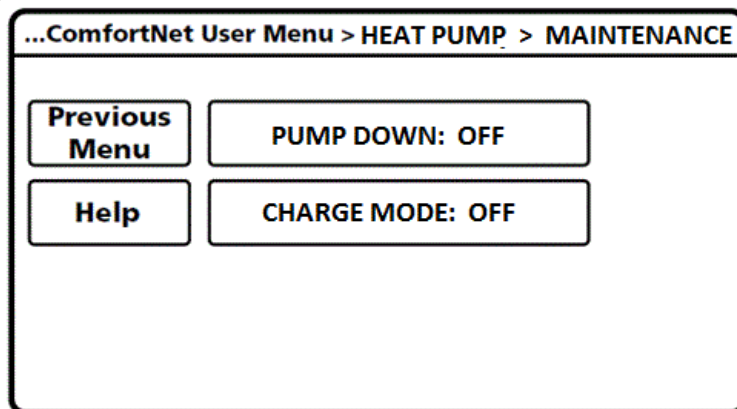 ...ComfortNet User Menu > HEAT PUMP > MAINTENANCE
Previous
Menu
PUMP DOWN: OFF
Help
CHARGE MODE: OFF